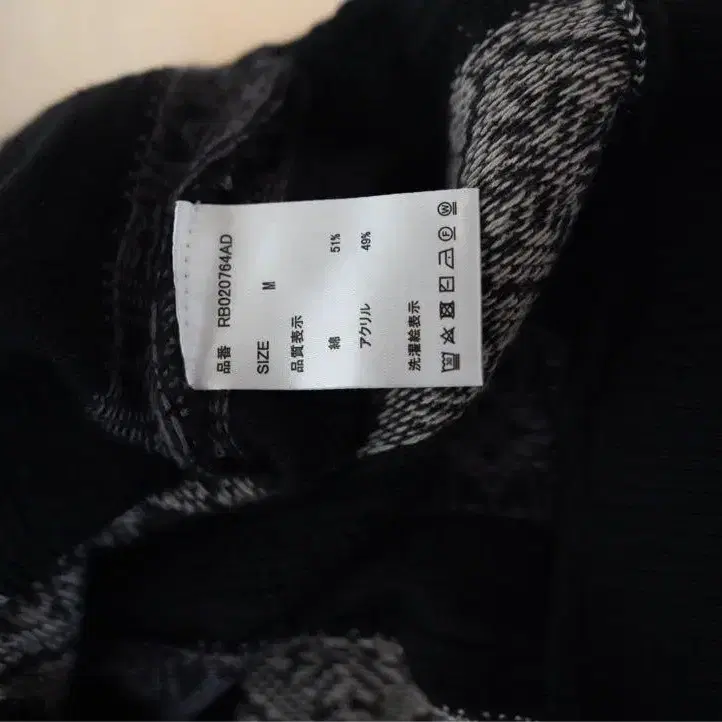 品番 RB020764AD
SIZE M
品質表示
綿 51%
アクリル 49%
洗濯絵表示